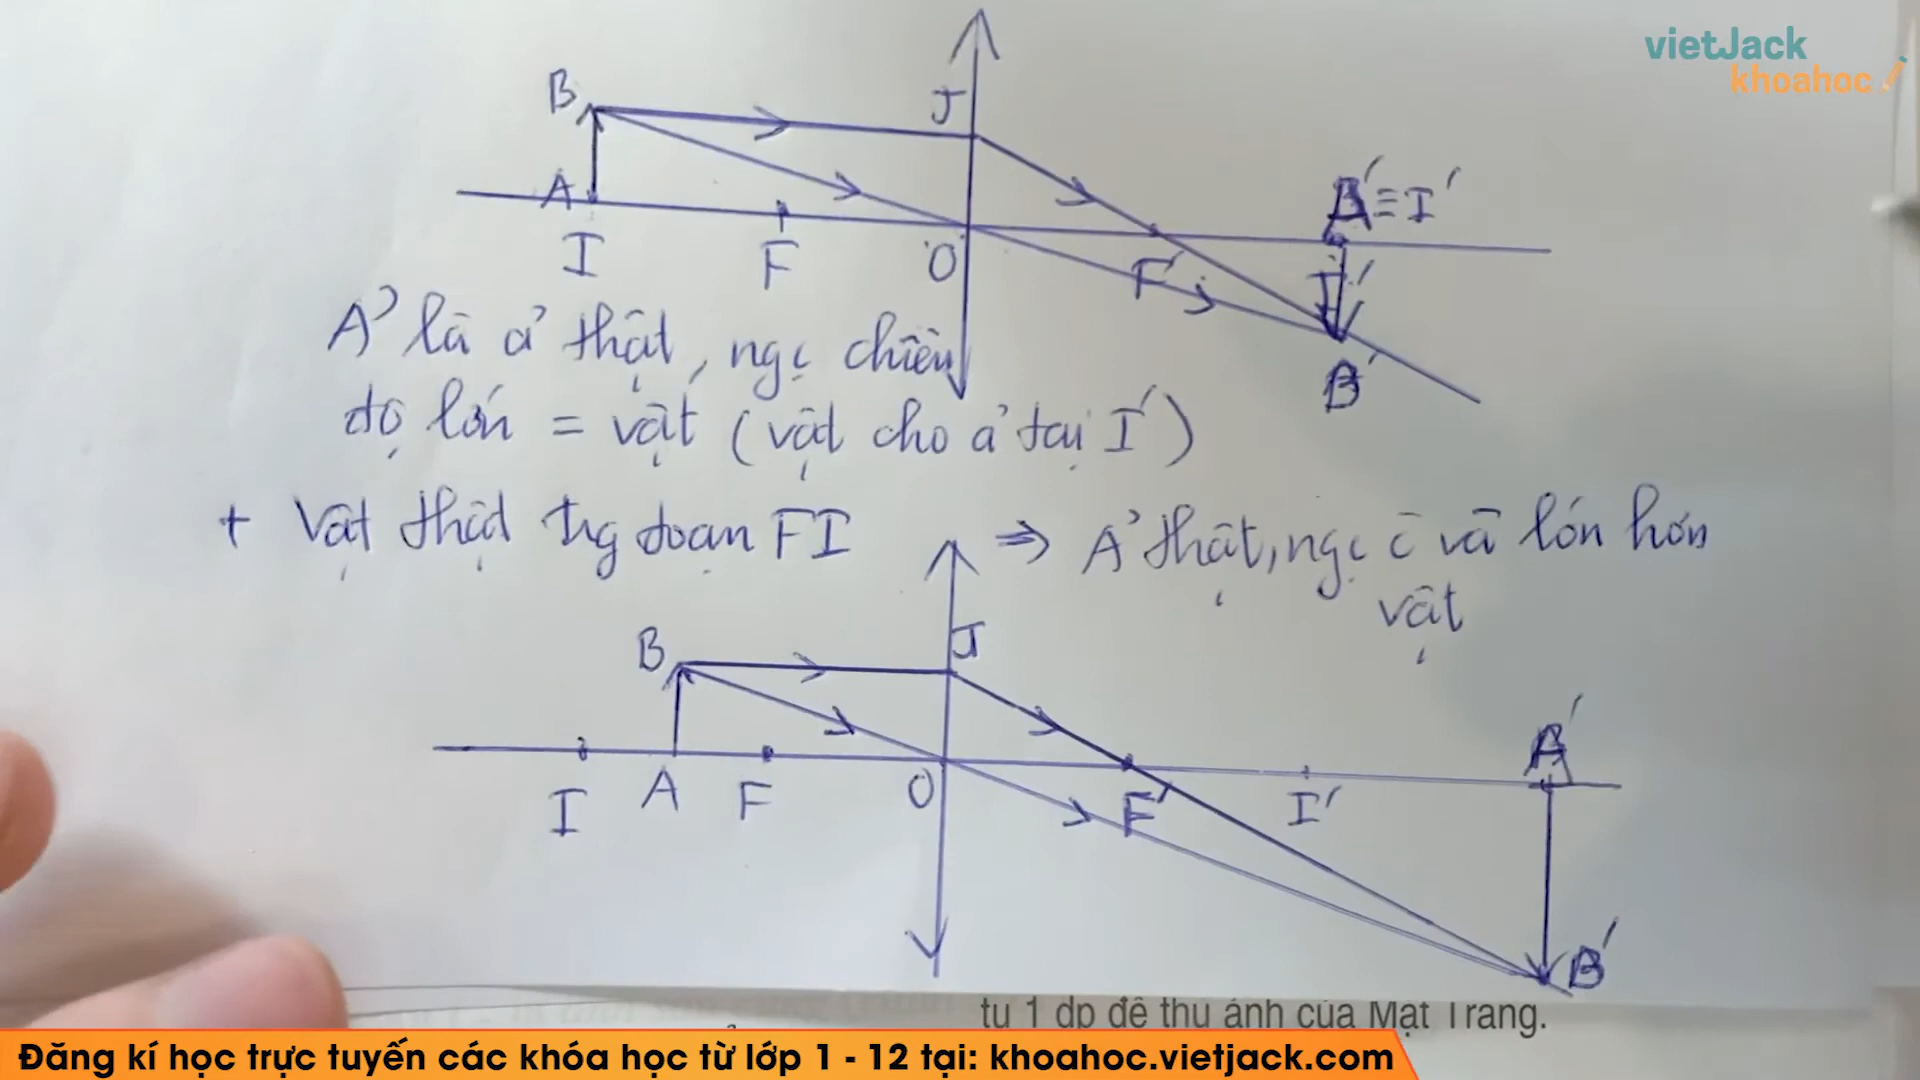 vietJack
khoahoc
B
J
A
A' ≡ I'
I
F
O
F'
I'
B'
Ả là ả thật, ngc chiều
độ lớn = vật (vật cho ả tại I')
+ Vật thật trg đoạn FI ⇒ Ả thật, ngc c và lớn hơn
vật
B
J
A'
I
A
F
O
F'
I'
B'
tụ 1 dp để thu ảnh của Mặt Trăng.
Đăng kí học trực tuyến các khóa học từ lớp 1 - 12 tại: khoahoc.vietjack.com